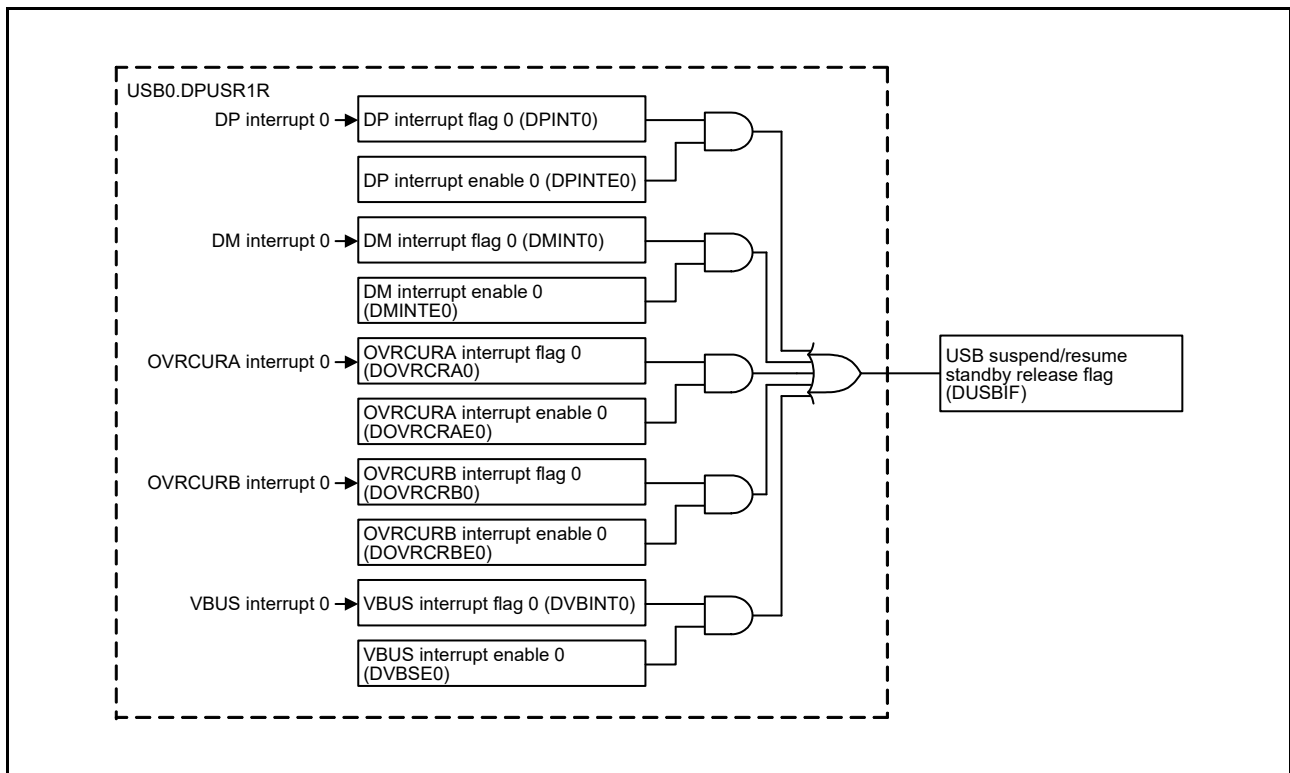 USB0.DPUSR1R
DP interrupt 0
DP interrupt flag 0 (DPINT0)
DP interrupt enable 0 (DPINTE0)
DM interrupt 0
DM interrupt flag 0 (DMINT0)
DM interrupt enable 0
(DMINTE0)
OVRCURA interrupt 0
OVRCURA interrupt flag 0
(DOVRCRA0)
OVRCURA interrupt enable 0
(DOVRCRAE0)
OVRCURB interrupt 0
OVRCURB interrupt flag 0
(DOVRCRB0)
OVRCURB interrupt enable 0
(DOVRCRBE0)
VBUS interrupt 0
VBUS interrupt flag 0 (DVBINT0)
VBUS interrupt enable 0
(DVBSE0)
USB suspend/resume
standby release flag
(DUSBIF)